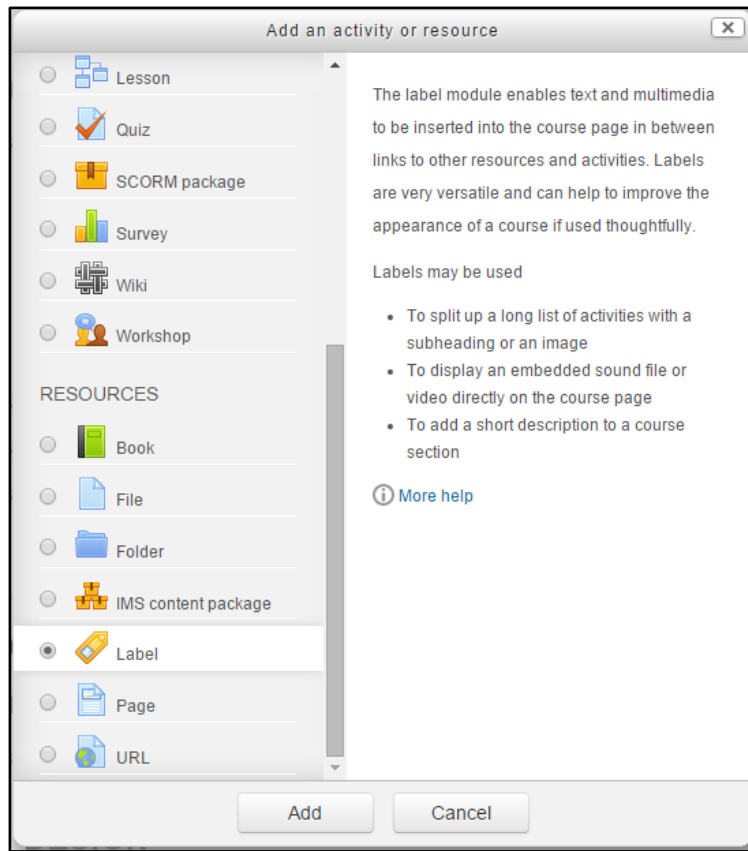 Add an activity or resource
Lesson
Quiz
SCORM package
Survey
Wiki
Workshop
RESOURCES
Book
File
Folder
IMS content package
Label
Page
URL
The label module enables text and multimedia
to be inserted into the course page in between
links to other resources and activities. Labels
are very versatile and can help to improve the
appearance of a course if used thoughtfully.
Labels may be used
• To split up a long list of activities with a
subheading or an image
• To display an embedded sound file or
video directly on the course page
• To add a short description to a course
section
More help
Add
Cancel